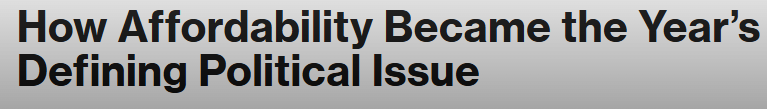 How Affordability Became the Year’s
Defining Political Issue